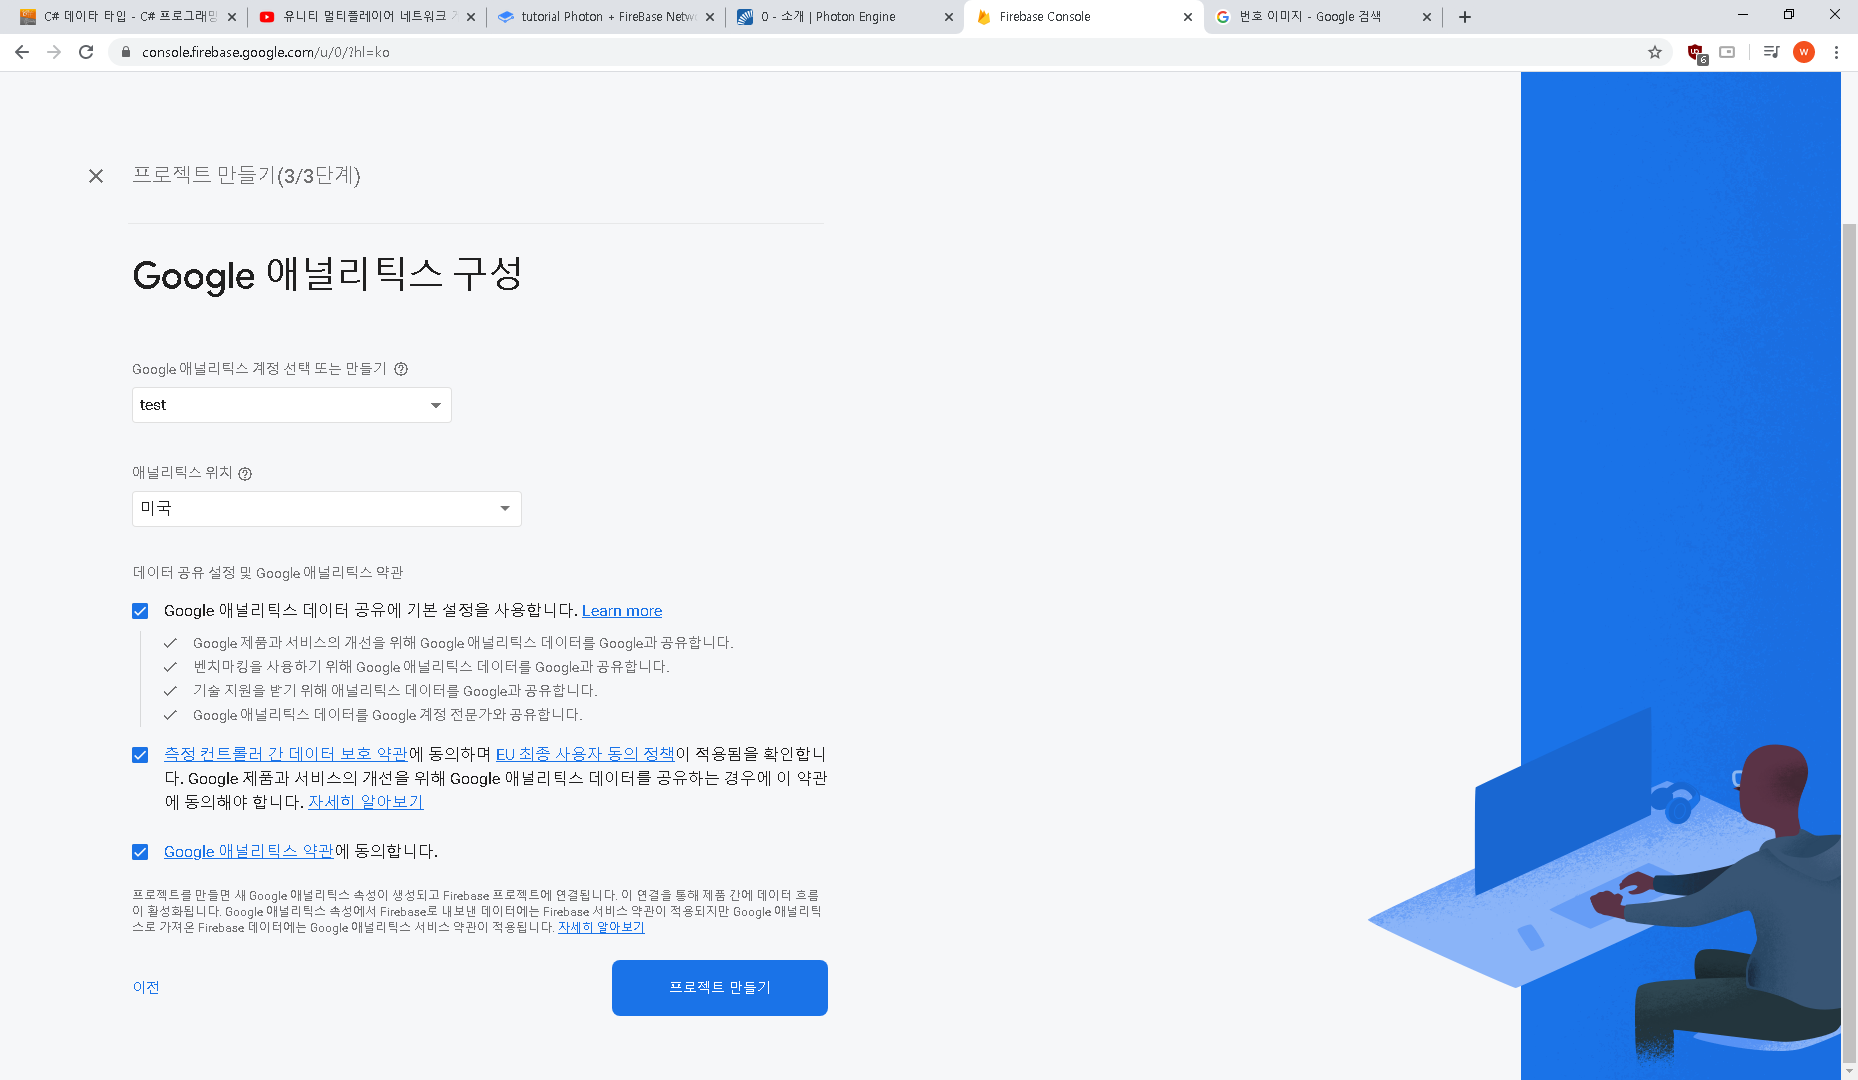 C# 데이터 타입 - C# 프로그래밍
유니티 멀티플레이어 네트워크
tutorial Photon + FireBase Netw
0 - 소개 | Photon Engine
Firebase Console
번호 이미지 - Google 검색
console.firebase.google.com/u/0/?hl=ko
6
W
프로젝트 만들기(3/3단계)
Google 애널리틱스 구성
Google 애널리틱스 계정 선택 또는 만들기
test
애널리틱스 위치
미국
데이터 공유 설정 및 Google 애널리틱스 약관
Google 애널리틱스 데이터 공유에 기본 설정을 사용합니다. Learn more
Google 제품과 서비스의 개선을 위해 Google 애널리틱스 데이터를 Google과 공유합니다.
벤치마킹을 사용하기 위해 Google 애널리틱스 데이터를 Google과 공유합니다.
기술 지원을 받기 위해 애널리틱스 데이터를 Google과 공유합니다.
Google 애널리틱스 데이터를 Google 계정 전문가와 공유합니다.
측정 컨트롤러 간 데이터 보호 약관에 동의하며 EU 최종 사용자 동의 정책이 적용됨을 확인합니
다. Google 제품과 서비스의 개선을 위해 Google 애널리틱스 데이터를 공유하는 경우에 이 약관
에 동의해야 합니다. 자세히 알아보기
Google 애널리틱스 약관에 동의합니다.
프로젝트를 만들면 새 Google 애널리틱스 속성이 생성되고 Firebase 프로젝트에 연결됩니다. 이 연결을 통해 제품 간에 데이터 흐름
이 활성화됩니다. Google 애널리틱스 속성에서 Firebase로 내보낸 데이터에는 Firebase 서비스 약관이 적용되지만 Google 애널리틱
스로 가져온 Firebase 데이터에는 Google 애널리틱스 서비스 약관이 적용됩니다. 자세히 알아보기
이전
프로젝트 만들기